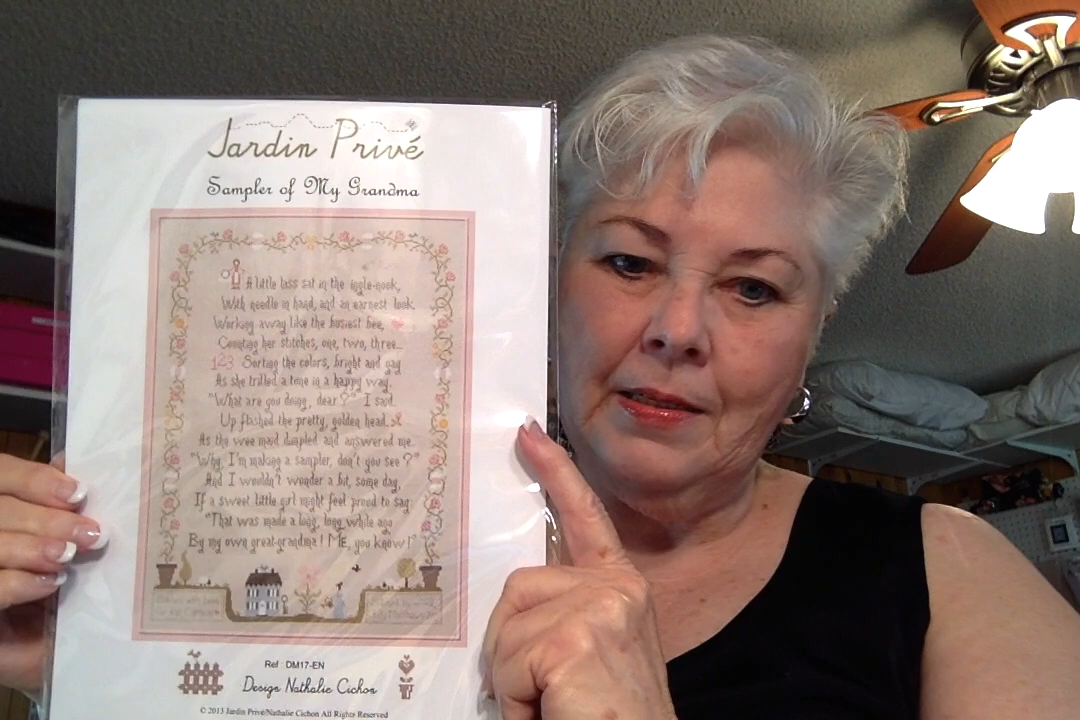 Jardin Privé
Sampler of My Grandma
A little lass sat in the ingle-nook,
With needle in hand, and an earnest look
Working away like the busiest bee,
Counting her stitches, one, two, three...
123 Sorting the colors, bright and gay
As she trilled a tune in a happy way.
"What are you doing, dear?" I said.
Up flashed the pretty, golden head.
As the wee maid dimpled and answered me.
"Why, I'm making a sampler, don't you see?"
And I wouldn't wonder a bit, some day,
If a sweet little girl might feel proud to say:
"That was made a long, long while ago
By my own great-grandma! ME, you know!"
Ref : DM17-EN
Design Nathalie Cichon
© 2013 Jardin Privé/Nathalie Cichon All Rights Reserved